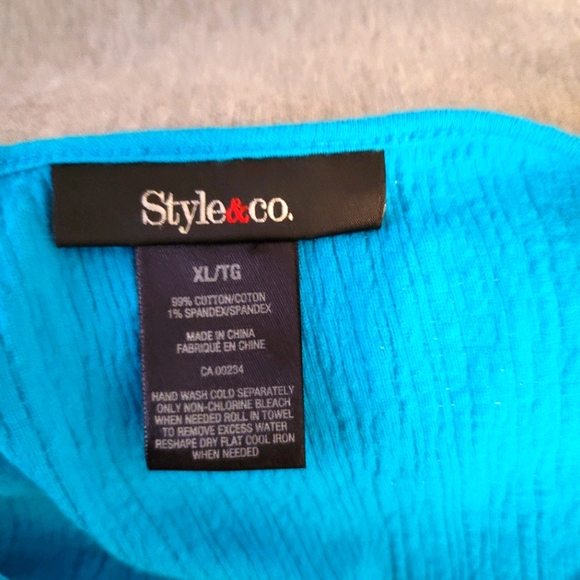 Style&co.
XL/TG
99% COTTON/COTON
1% SPANDEX/SPANDEX
MADE IN CHINA
FABRIQUÉ EN CHINE
CA 00234
HAND WASH COLD SEPARATELY
ONLY NON-CHLORINE BLEACH
WHEN NEEDED ROLL IN TOWEL
TO REMOVE EXCESS WATER
RESHAPE DRY FLAT COOL IRON
WHEN NEEDED